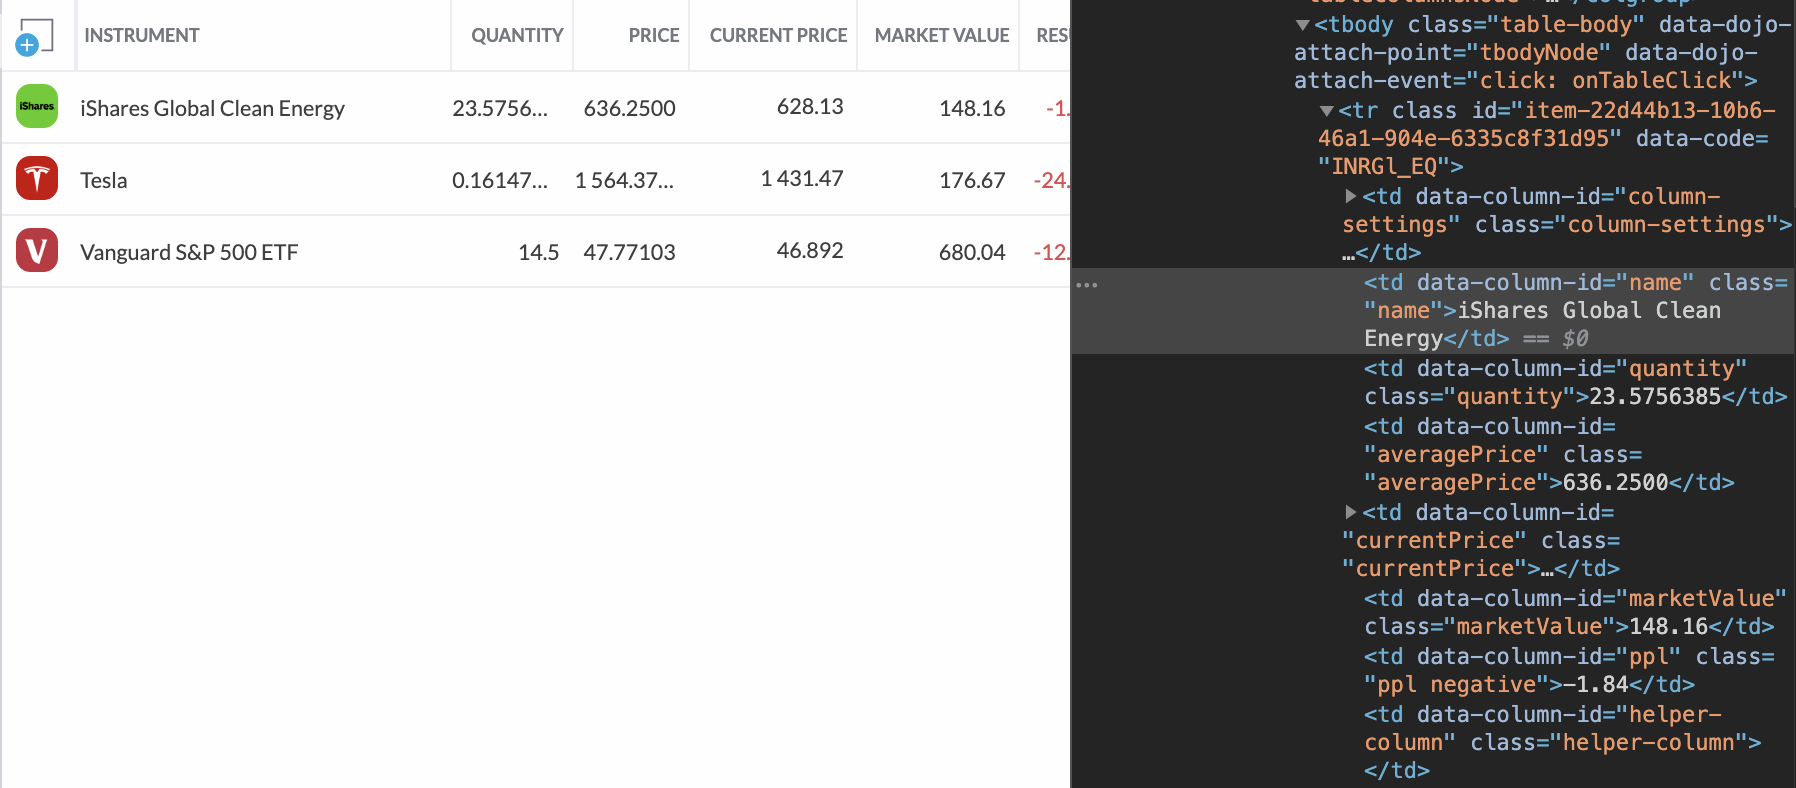 INSTRUMENT QUANTITY PRICE CURRENT PRICE MARKET VALUE RESU
iShares iShares Global Clean Energy 23.5756... 636.2500 628.13 148.16 -1.
Tesla 0.16147... 1 564.37... 1 431.47 176.67 -24.
V Vanguard S&P 500 ETF 14.5 47.77103 46.892 680.04 -12.
▼<tbody class="table-body" data-dojo-
attach-point="tbodyNode" data-dojo-
attach-event="click: onTableClick">
▼<tr class id="item-22d44b13-10b6-
46a1-904e-6335c8f31d95" data-code=
"INRGl_EQ">
▶<td data-column-id="column-
settings" class="column-settings">
…</td>
<td data-column-id="name" class=
"name">iShares Global Clean
Energy</td> == $0
<td data-column-id="quantity"
class="quantity">23.5756385</td>
<td data-column-id=
"averagePrice" class=
"averagePrice">636.2500</td>
▶<td data-column-id=
"currentPrice" class=
"currentPrice">…</td>
<td data-column-id="marketValue"
class="marketValue">148.16</td>
<td data-column-id="ppl" class=
"ppl negative">-1.84</td>
<td data-column-id="helper-
column" class="helper-column">
</td>